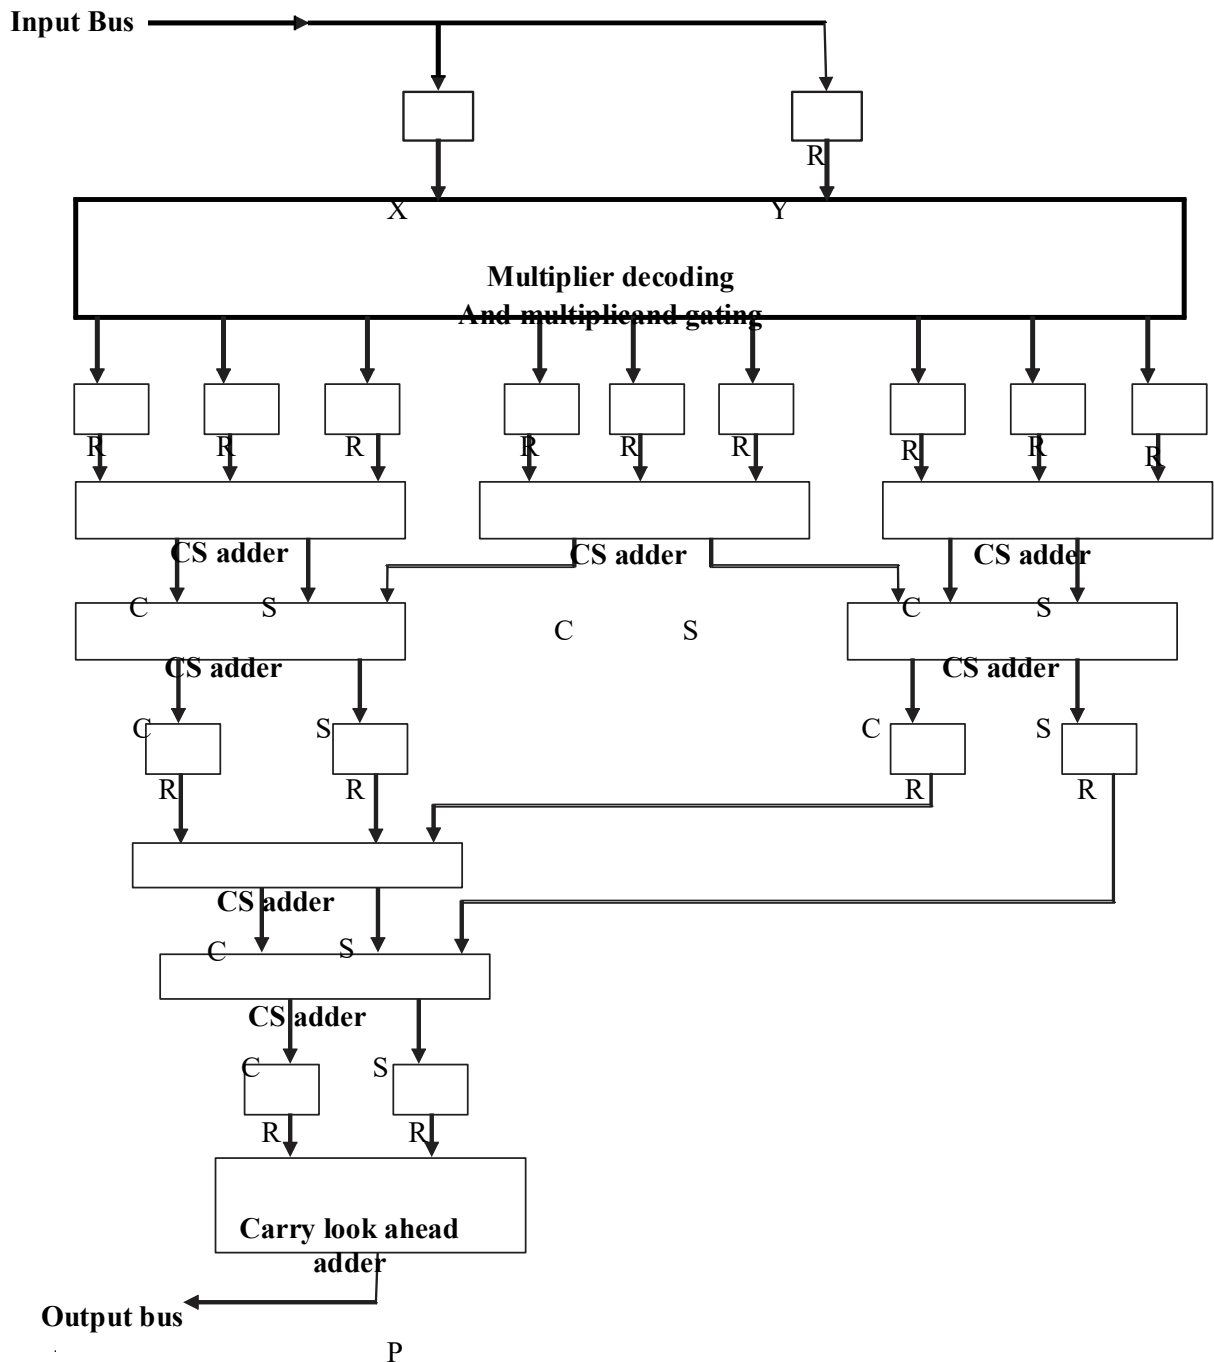 Input Bus
R
X Y
Multiplier decoding
And multiplicand gating
R R R R R R R R R
CS adder CS adder CS adder
C S C S
C S
CS adder CS adder
C S C S
R R R R
CS adder
C S
CS adder
C S
R R
Carry look ahead
adder
Output bus
P